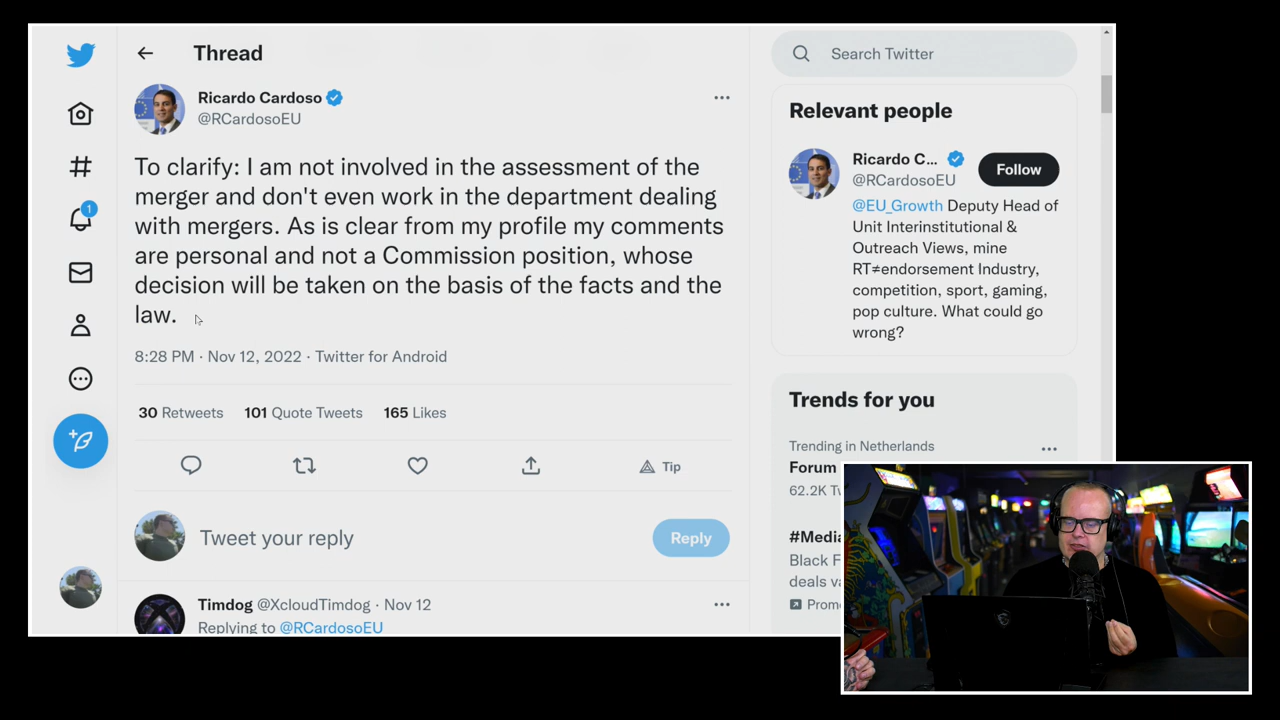 Thread
Ricardo Cardoso
@RCardosoEU
To clarify: I am not involved in the assessment of the
merger and don't even work in the department dealing
with mergers. As is clear from my profile my comments
are personal and not a Commission position, whose
decision will be taken on the basis of the facts and the
law.
8:28 PM · Nov 12, 2022 · Twitter for Android
30 Retweets 101 Quote Tweets 165 Likes
Tip
Tweet your reply
Reply
Timdog @XcloudTimdog · Nov 12
Replying to @RCardosoEU
1
Search Twitter
Relevant people
Ricardo C...
@RCardosoEU
Follow
@EU_Growth Deputy Head of
Unit Interinstitutional &
Outreach Views, mine
RT≠endorsement Industry,
competition, sport, gaming,
pop culture. What could go
wrong?
Trends for you
Trending in Netherlands
Forum
62.2K
#Media
Black F
deals
Promo